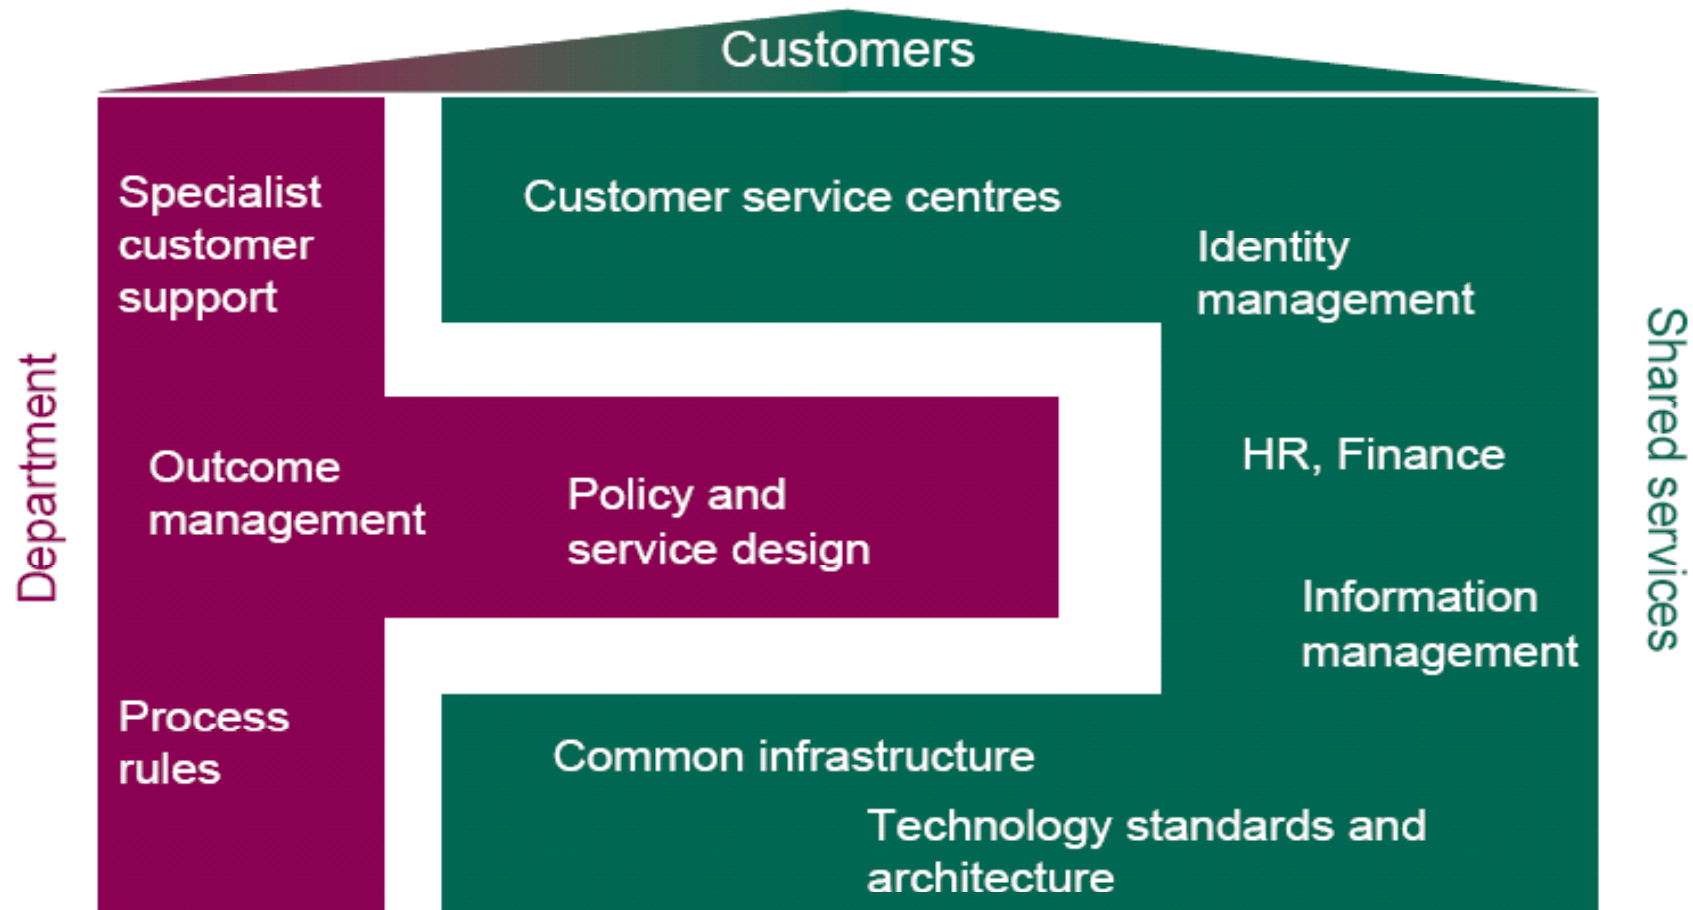 Customers
Specialist
customer
support
Customer service centres
Identity
management
Department
Outcome
management
Policy and
service design
HR, Finance
Shared services
Information
management
Process
rules
Common infrastructure
Technology standards and
architecture